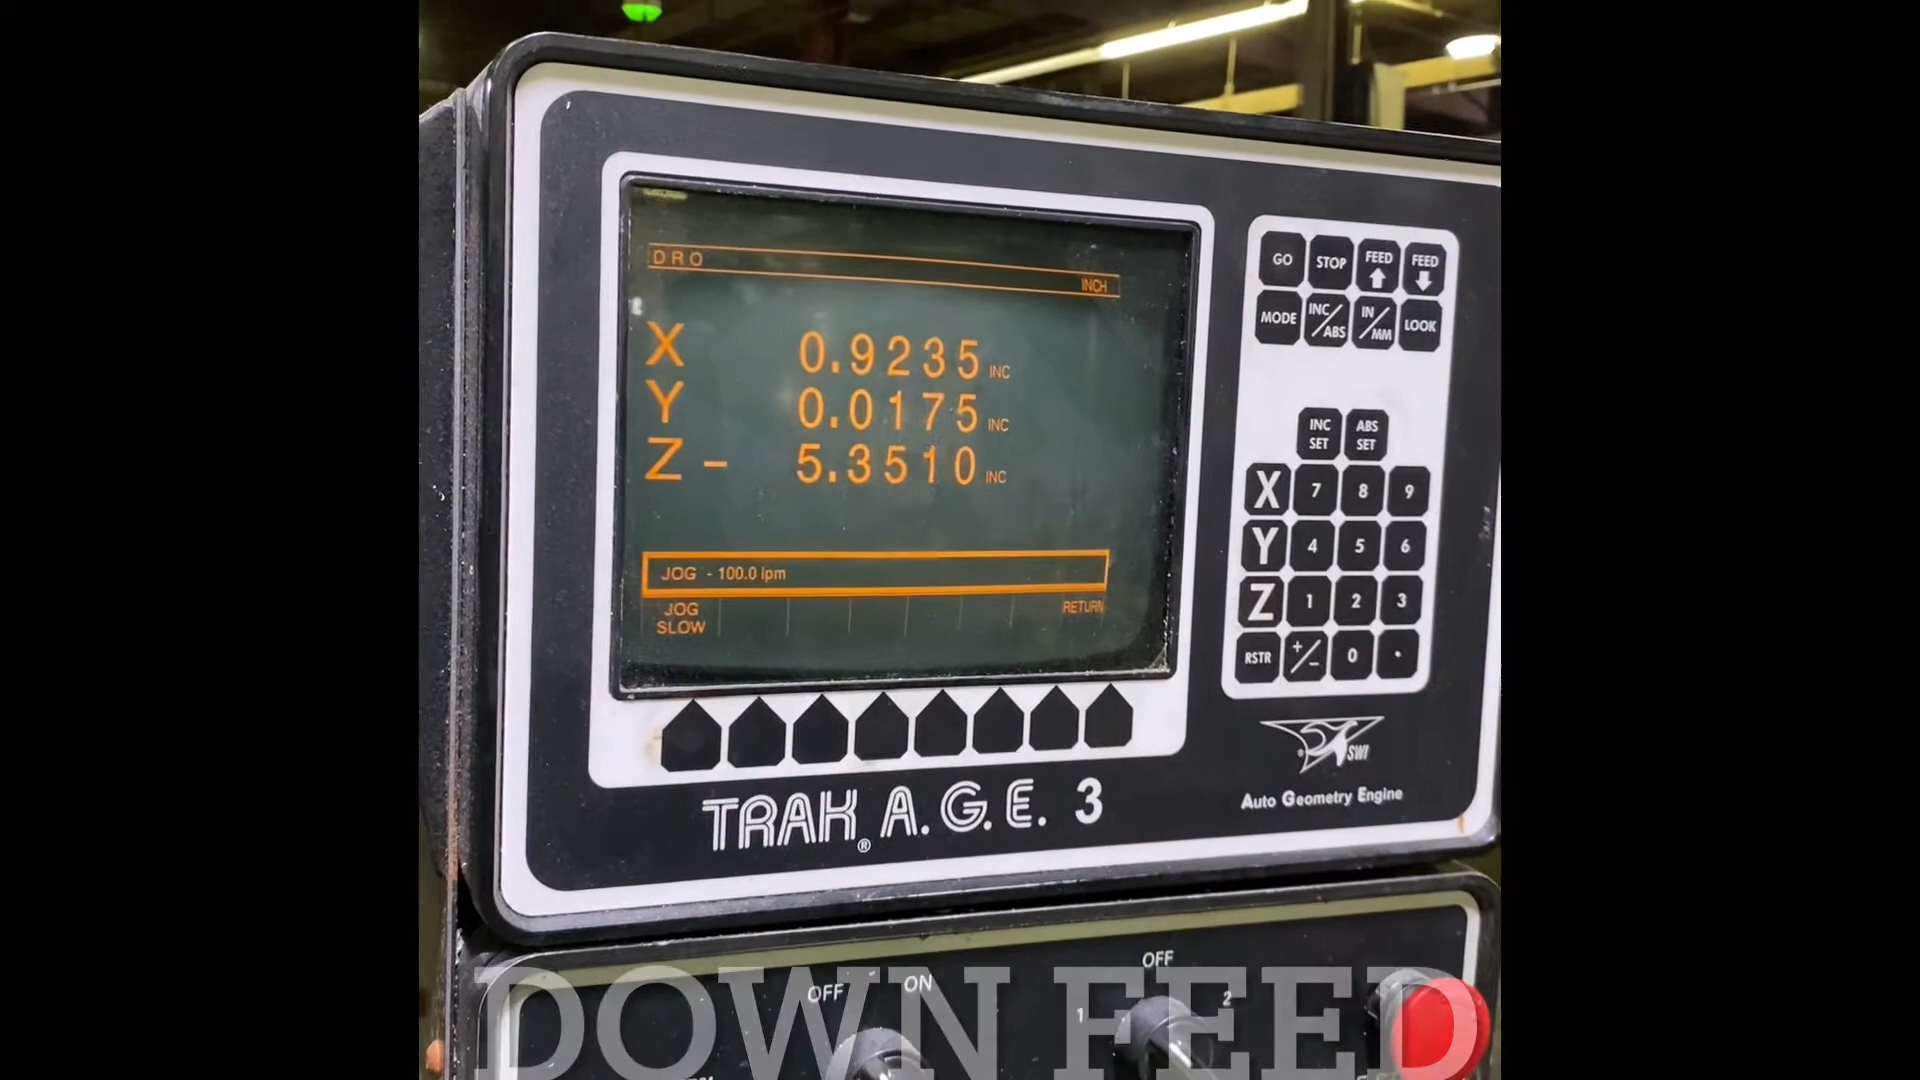 DRO
INCH
X 0.9235 INC
Y 0.0175 INC
Z - 5.3510 INC
JOG - 100.0 ipm
JOG
SLOW
RETURN
GO
STOP
FEED
FEED
MODE
INC/ABS
IN/MM
LOOK
INC SET
ABS SET
X 7 8 9
Y 4 5 6
Z 1 2 3
RSTR +/- 0 .
SWI
Auto Geometry Engine
TRAK® A.G.E. 3
OFF ON
OFF
1 2
DOWN FEED